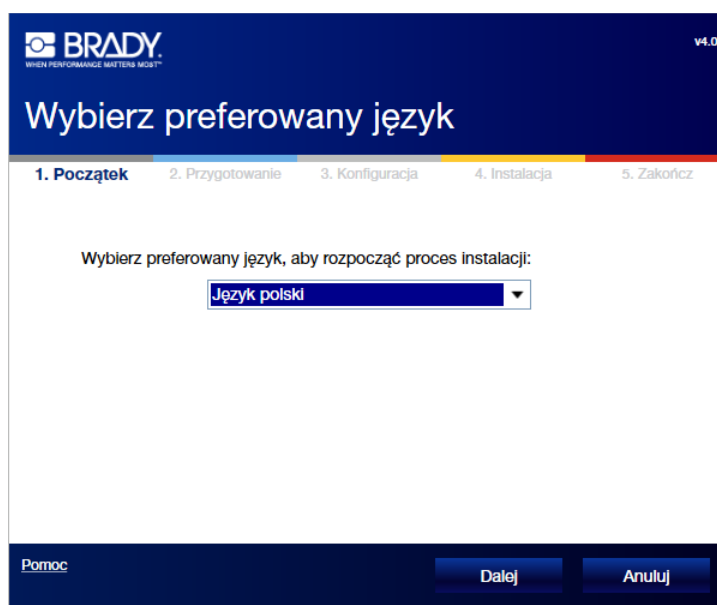 BRADY.
WHEN PERFORMANCE MATTERS MOST™
v4.0
Wybierz preferowany język
1. Początek
2. Przygotowanie
3. Konfiguracja
4. Instalacja
5. Zakończ
Wybierz preferowany język, aby rozpocząć proces instalacji:
Język polski
Pomoc
Dalej
Anuluj